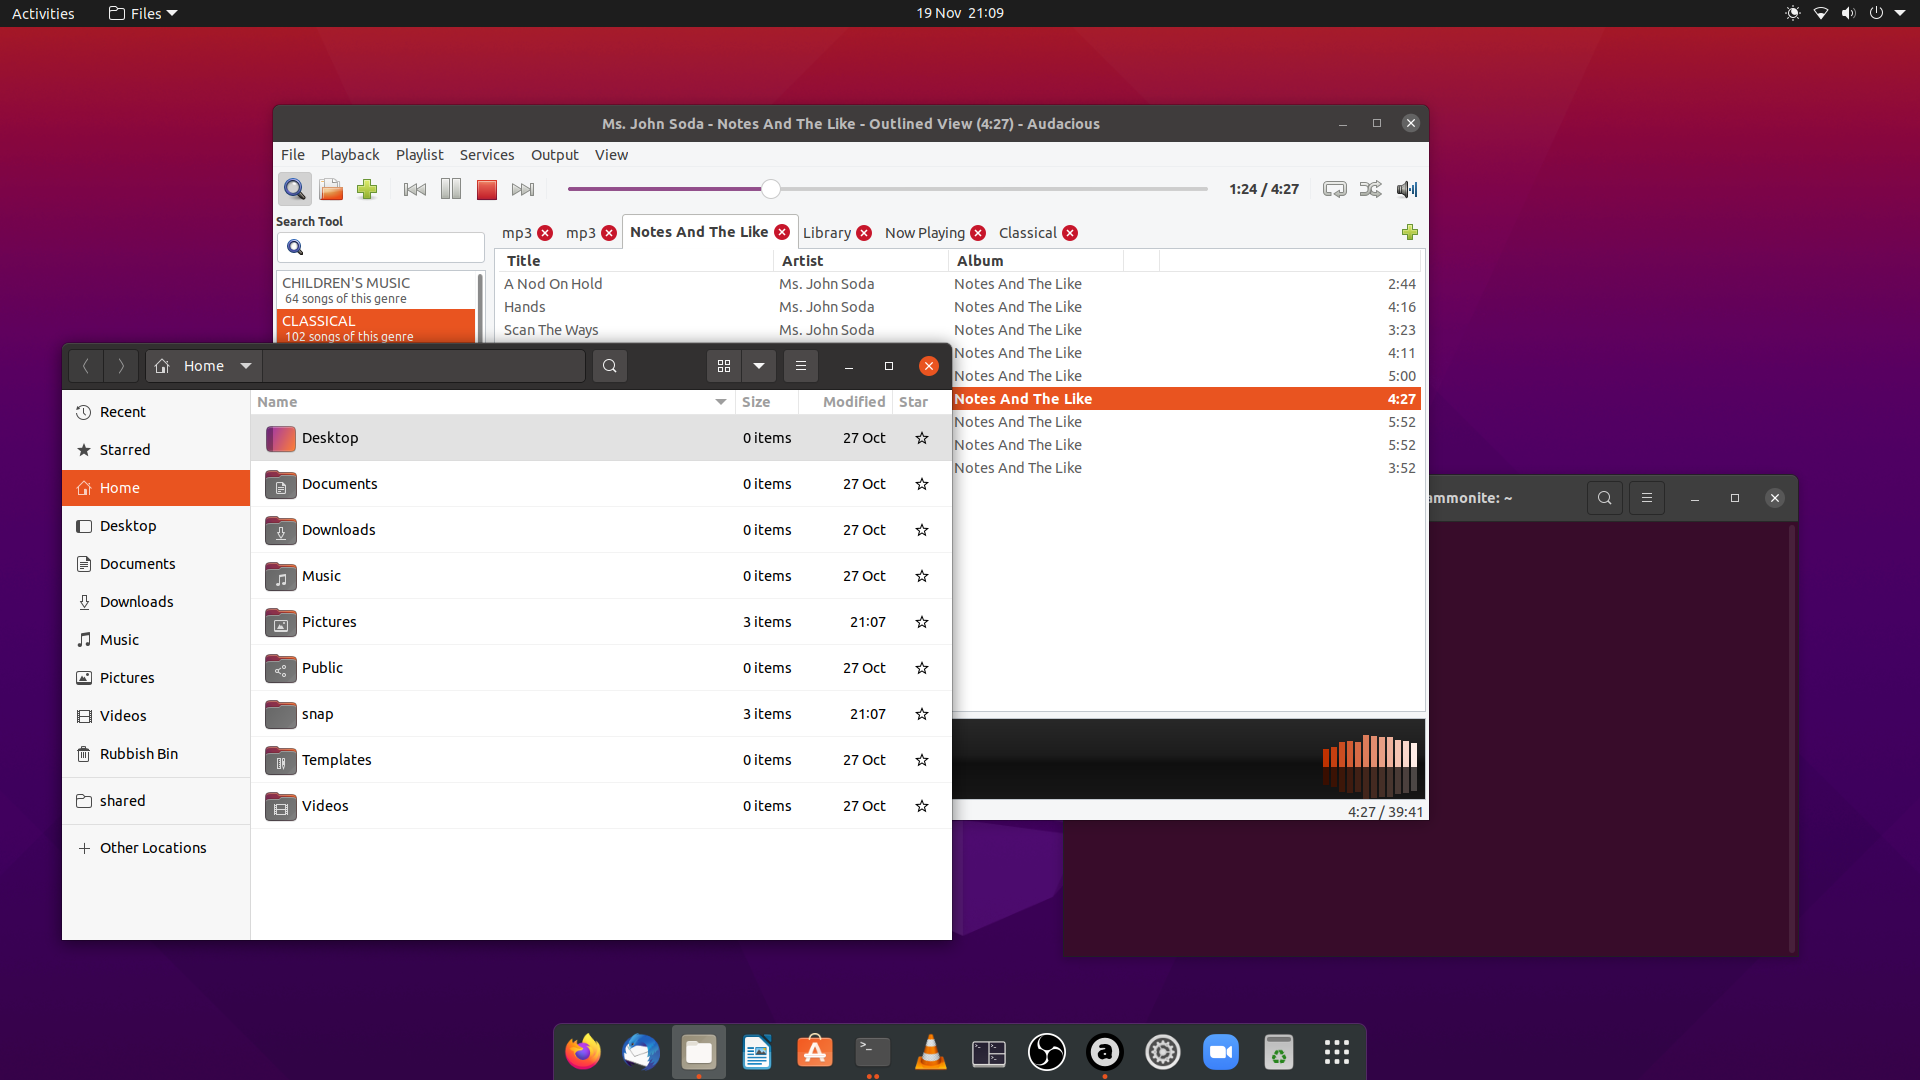 Activities Files 19 Nov 21:09
Ms. John Soda - Notes And The Like - Outlined View (4:27) - Audacious
File Playback Playlist Services Output View
1:24 / 4:27
Search Tool
mp3 mp3 Notes And The Like Library Now Playing Classical
Title Artist Album
CHILDREN'S MUSIC
64 songs of this genre
CLASSICAL
102 songs of this genre
A Nod On Hold Ms. John Soda Notes And The Like 2:44
Hands Ms. John Soda Notes And The Like 4:16
Scan The Ways Ms. John Soda Notes And The Like 3:23
Notes And The Like 4:11
Notes And The Like 5:00
Notes And The Like 4:27
Notes And The Like 5:52
Notes And The Like 5:52
Notes And The Like 3:52
4:27 / 39:41
Home
Recent
Starred
Home
Desktop
Documents
Downloads
Music
Pictures
Videos
Rubbish Bin
shared
Other Locations
Name Size Modified Star
Desktop 0 items 27 Oct
Documents 0 items 27 Oct
Downloads 0 items 27 Oct
Music 0 items 27 Oct
Pictures 3 items 21:07
Public 0 items 27 Oct
snap 3 items 21:07
Templates 0 items 27 Oct
Videos 0 items 27 Oct
ammonite: ~